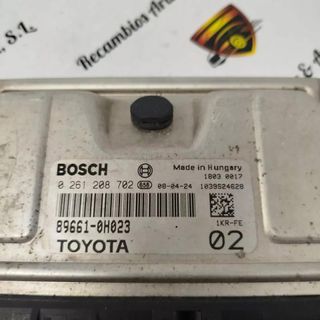 S.L.
Recambios Ara
BOSCH
Made in Hungary
1803 0017
0 261 208 702 08-04-24 1039S24628
89661-0H023
1KR-FE
TOYOTA
02